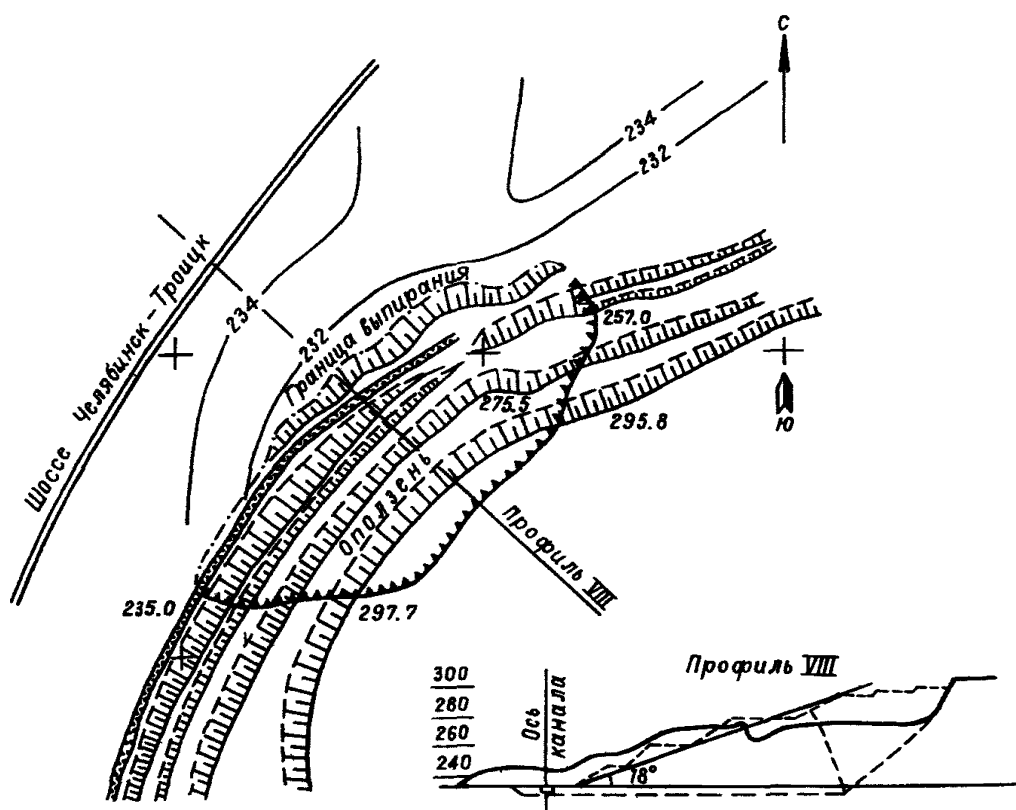 С
234
232
Шоссе Челябинск-Троицк
234
232
Граница выпирания
257.0
275.5
295.8
Ю
Оползень
Профиль VIII
235.0
297.7
Профиль VIII
300
280
260
240
Ось канала
18°